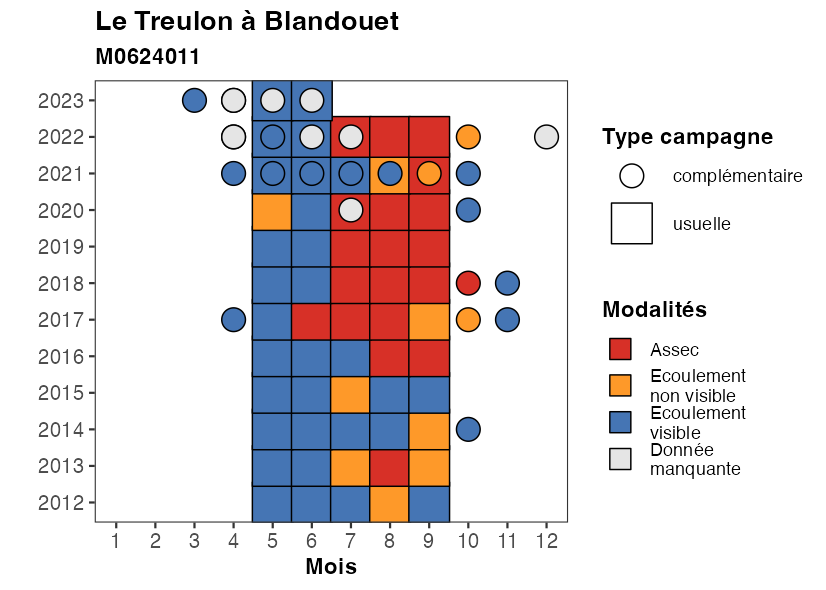 Le Treulon à Blandouet
M0624011
2023
2022
2021
2020
2019
2018
2017
2016
2015
2014
2013
2012
1 2 3 4 5 6 7 8 9 10 11 12
Mois
Type campagne
complémentaire
usuelle
Modalités
Assec
Ecoulement
non visible
Ecoulement
visible
Donnée
manquante